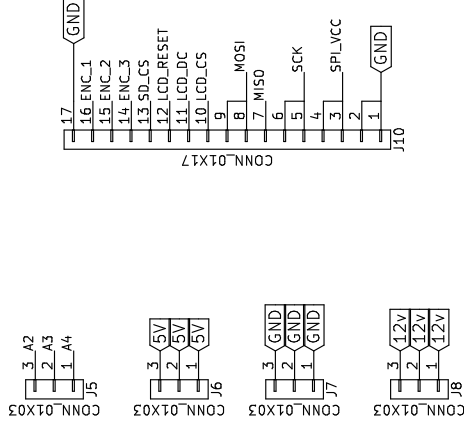 GND
17
16 ENC_1
15 ENC_2
14 ENC_3
13 SD_CS
12 LCD_RESET
11 LCD_DC
10 LCD_CS
9
8 MOSI
7 MISO
6
5 SCK
4
3 SPI_VCC
2
1
GND
J10
CONN_01X17
3 A2
2 A3
1 A4
J5
CONN_01X03
3 5V
2 5V
1 5V
J6
CONN_01X03
3 GND
2 GND
1 GND
J7
CONN_01X03
3 12v
2 12v
1 12v
J8
CONN_01X03